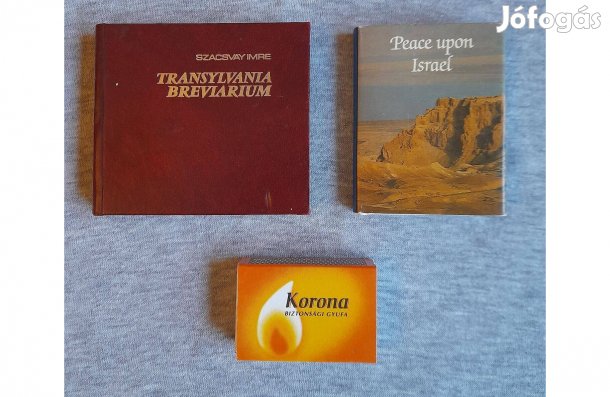 Jófogás
SZACSVAY IMRE
TRANSYLVANIA
BREVIARIUM
Peace upon
Israel
Korona
BIZTONSÁGI GYUFA